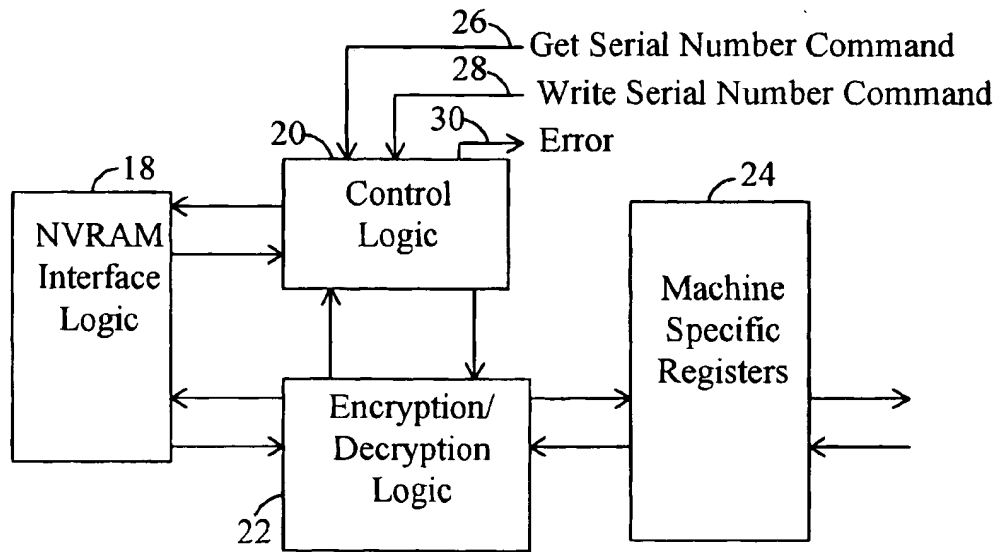 26
Get Serial Number Command
28
Write Serial Number Command
30
Error
20
18
24
Control
Logic
NVRAM
Interface
Logic
Machine
Specific
Registers
Encryption/
Decryption
Logic
22